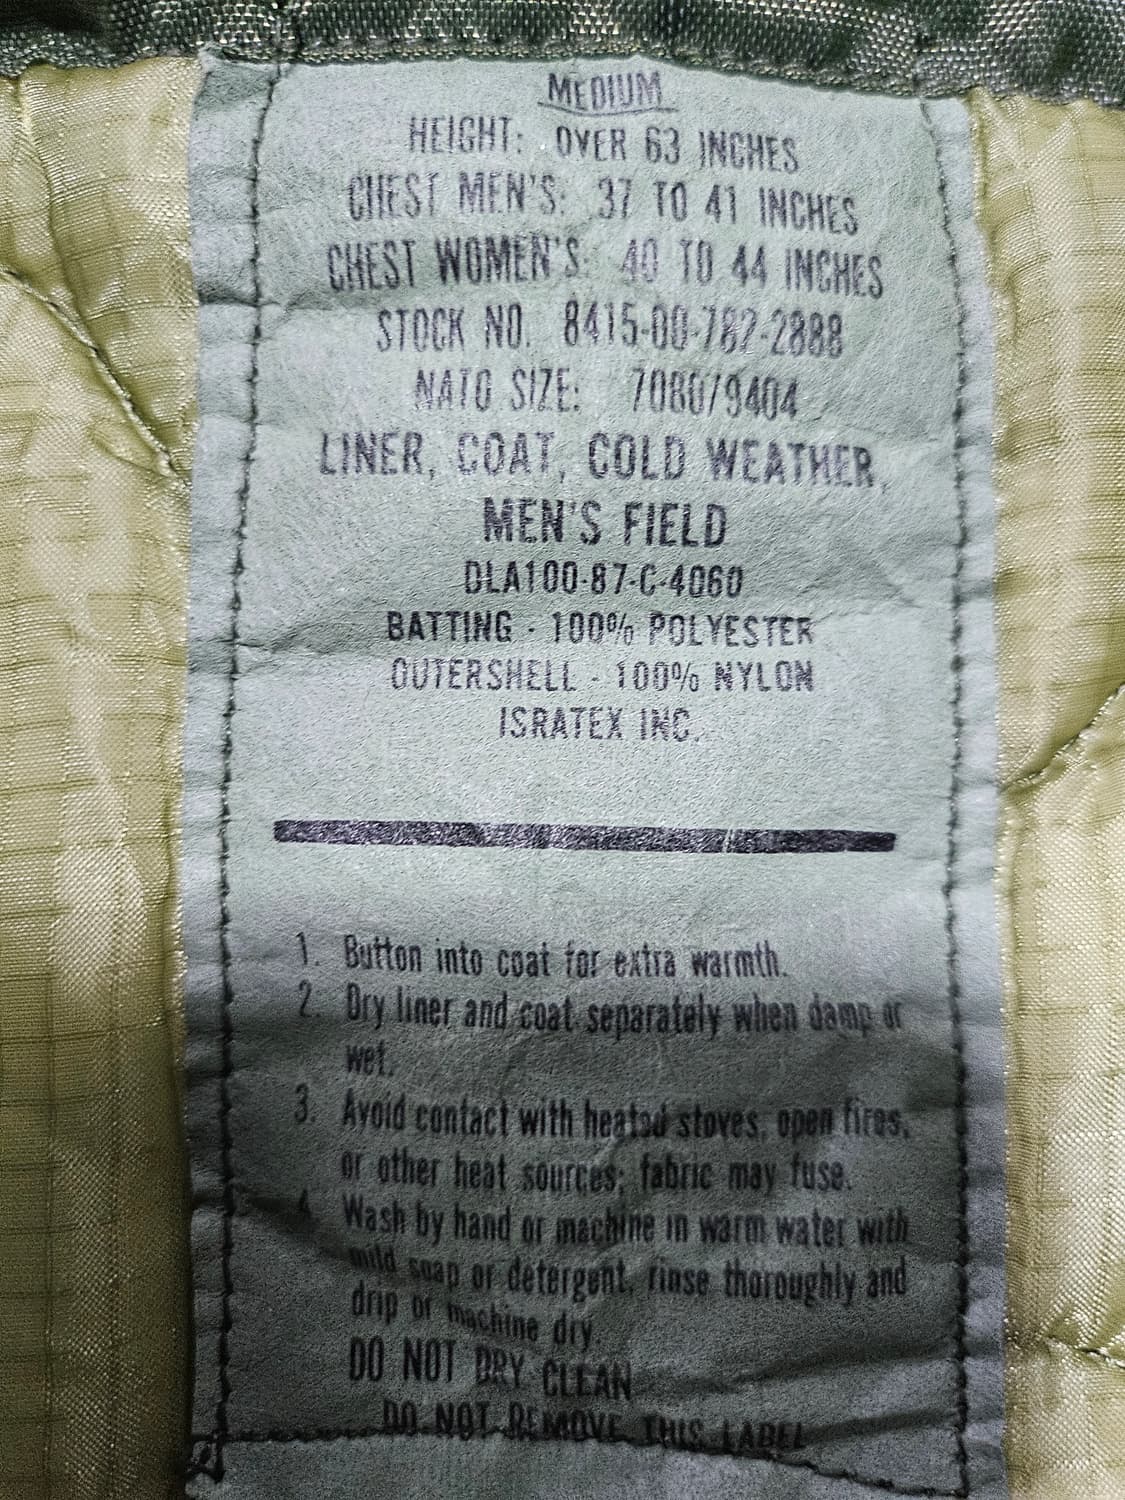 MEDIUM
HEIGHT: OVER 63 INCHES
CHEST MEN'S: 37 TO 41 INCHES
CHEST WOMEN'S: 40 TO 44 INCHES
STOCK NO. 8415-00-782-2888
NATO SIZE: 7080/9404
LINER, COAT, COLD WEATHER,
MEN'S FIELD
DLA100-87-C-4060
BATTING - 100% POLYESTER
OUTERSHELL - 100% NYLON
ISRATEX INC.
1. Button into coat for extra warmth.
2. Dry liner and coat separately when damp or
wet.
3. Avoid contact with heated stoves, open fires,
or other heat sources; fabric may fuse.
4. Wash by hand or machine in warm water with
mild soap or detergent, rinse thoroughly and
drip or machine dry.
DO NOT DRY CLEAN
DO NOT REMOVE THIS LABEL